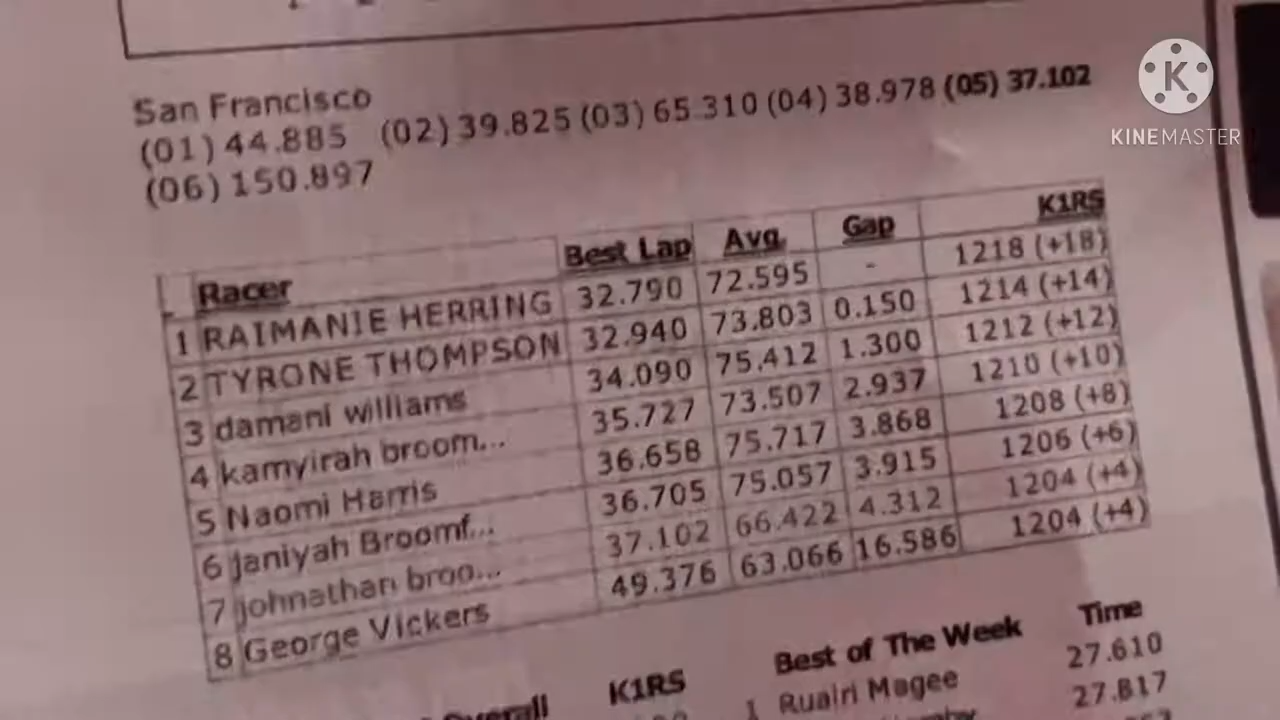 K
KINEMASTER
San Francisco
(01) 44.885 (02) 39.825 (03) 65.310 (04) 38.978 (05) 37.102
(06) 150.897
Racer Best Lap Avg. Gap K1RS
1 RAIMANIE HERRING 32.790 72.595 - 1218 (+18)
2 TYRONE THOMPSON 32.940 73.803 0.150 1214 (+14)
3 damani williams 34.090 75.412 1.300 1212 (+12)
4 kamyirah broom... 35.727 73.507 2.937 1210 (+10)
5 Naomi Harris 36.658 75.717 3.868 1208 (+8)
6 Janiyah Broomf... 36.705 75.057 3.915 1206 (+6)
7 johnathan broo... 37.102 66.422 4.312 1204 (+4)
8 George Vickers 49.376 63.066 16.586 1204 (+4)
Overall K1RS Best of The Week Time
1 Ruairi Magee 27.610
27.817